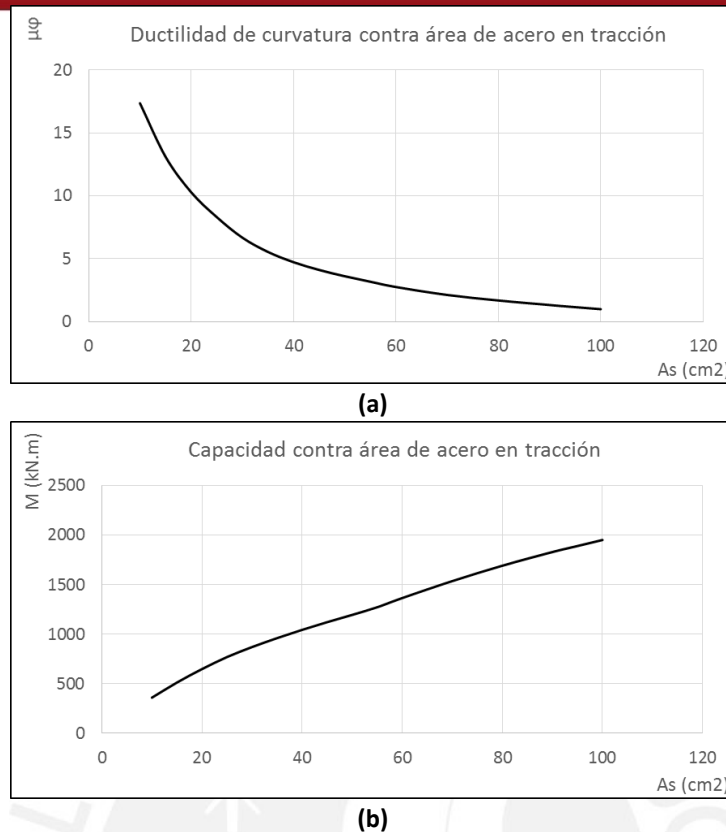 μφ
Ductilidad de curvatura contra área de acero en tracción
20
15
10
5
0
0 20 40 60 80 100 120
As (cm2)
(a)
Capacidad contra área de acero en tracción
M (kN.m)
2500
2000
1500
1000
500
0
0 20 40 60 80 100 120
As (cm2)
(b)